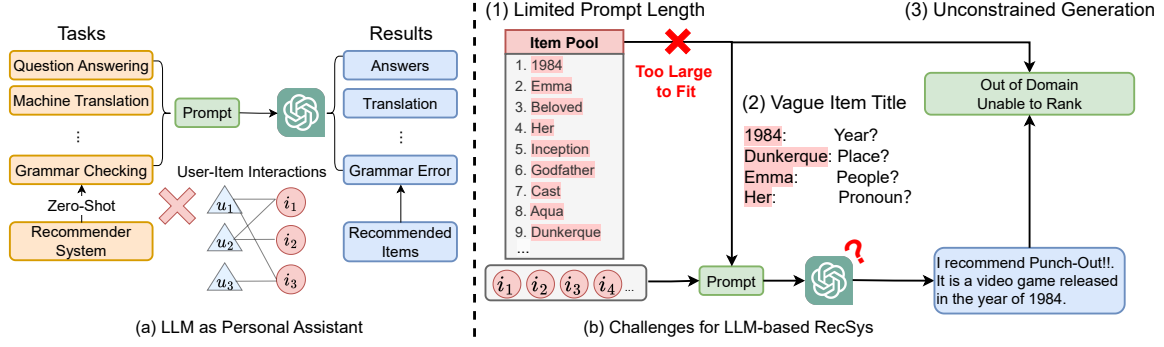 Tasks
Results
Question Answering
Machine Translation
⋮
Grammar Checking
Zero-Shot
Recommender
System
Prompt
Answers
Translation
⋮
Grammar Error
Recommended
Items
User-Item Interactions
u1
u2
u3
i1
i2
i3
(a) LLM as Personal Assistant
(1) Limited Prompt Length
Item Pool
1. 1984
2. Emma
3. Beloved
4. Her
5. Inception
6. Godfather
7. Cast
8. Aqua
9. Dunkerque
...
Too Large
to Fit
i1 i2 i3 i4 ...
Prompt
?
(2) Vague Item Title
1984: Year?
Dunkerque: Place?
Emma: People?
Her: Pronoun?
(3) Unconstrained Generation
Out of Domain
Unable to Rank
I recommend Punch-Out!!.
It is a video game released
in the year of 1984.
(b) Challenges for LLM-based RecSys